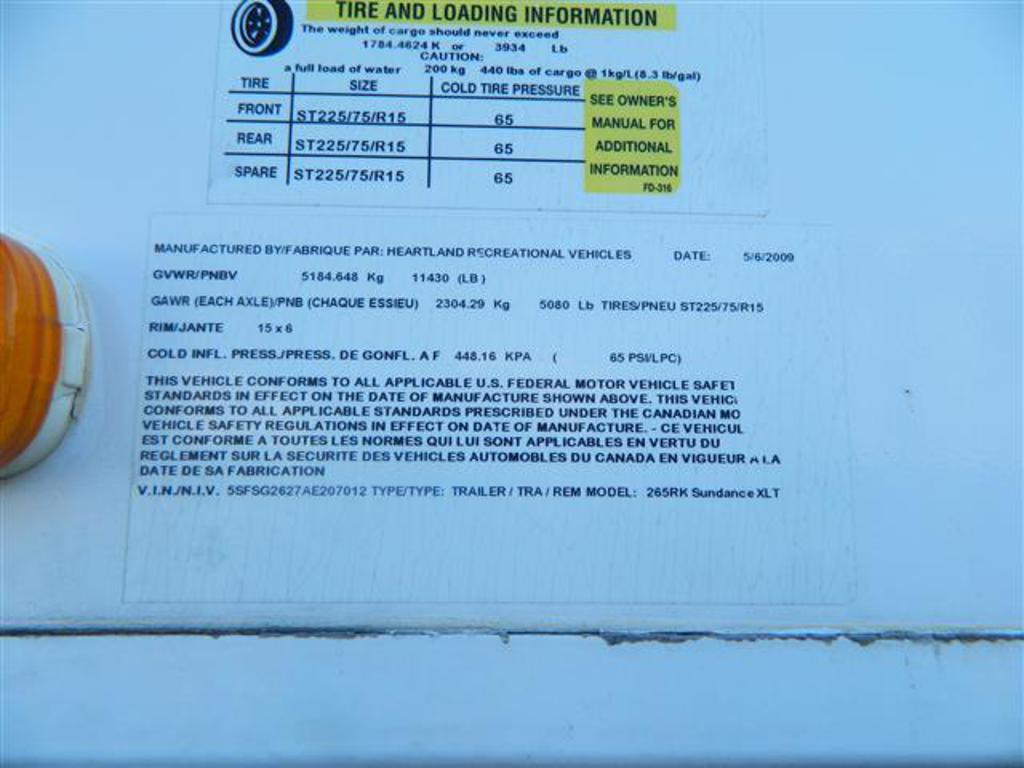 TIRE AND LOADING INFORMATION
The weight of cargo should never exceed
1784.4624 K or 3934 Lb
CAUTION:
a full load of water 200 kg 440 lbs of cargo @ 1kg/L(8.3 lb/gal)
TIRE SIZE COLD TIRE PRESSURE
FRONT ST225/75/R15 65
REAR ST225/75/R15 65
SPARE ST225/75/R15 65
SEE OWNER'S
MANUAL FOR
ADDITIONAL
INFORMATION
FD-316
MANUFACTURED BY/FABRIQUE PAR: HEARTLAND RECREATIONAL VEHICLES DATE: 5/6/2009
GVWR/PNBV 5184.648 Kg 11430 (LB )
GAWR (EACH AXLE)/PNB (CHAQUE ESSIEU) 2304.29 Kg 5080 Lb TIRES/PNEU ST225/75/R15
RIM/JANTE 15 x 6
COLD INFL. PRESS./PRESS. DE GONFL. A F 448.16 KPA ( 65 PSI/LPC)
THIS VEHICLE CONFORMS TO ALL APPLICABLE U.S. FEDERAL MOTOR VEHICLE SAFET
STANDARDS IN EFFECT ON THE DATE OF MANUFACTURE SHOWN ABOVE. THIS VEHIC
CONFORMS TO ALL APPLICABLE STANDARDS PRESCRIBED UNDER THE CANADIAN MO
VEHICLE SAFETY REGULATIONS IN EFFECT ON DATE OF MANUFACTURE. - CE VEHICUL
EST CONFORME A TOUTES LES NORMES QUI LUI SONT APPLICABLES EN VERTU DU
REGLEMENT SUR LA SECURITE DES VEHICLES AUTOMOBLES DU CANADA EN VIGUEUR A LA
DATE DE SA FABRICATION
V.I.N./N.I.V. 5SFSG2627AE207012 TYPE/TYPE: TRAILER / TRA / REM MODEL: 265RK Sundance XLT